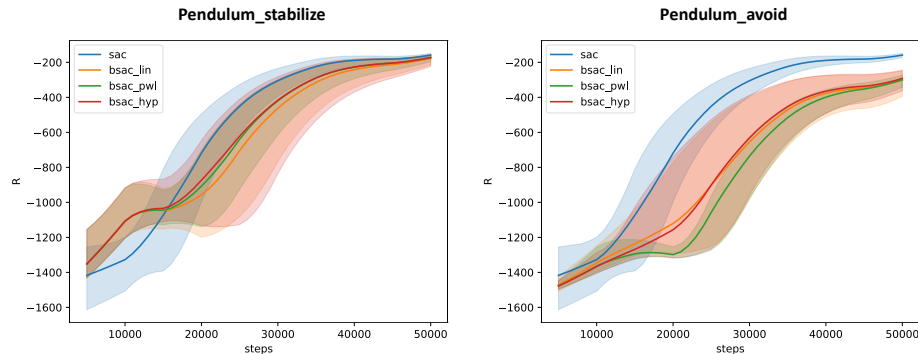 Pendulum_stabilize
sac
bsac_lin
bsac_pwl
bsac_hyp
−200
−400
−600
−800
−1000
−1200
−1400
−1600
R
10000 20000 30000 40000 50000
steps
Pendulum_avoid
sac
bsac_lin
bsac_pwl
bsac_hyp
−200
−400
−600
−800
−1000
−1200
−1400
−1600
R
10000 20000 30000 40000 50000
steps